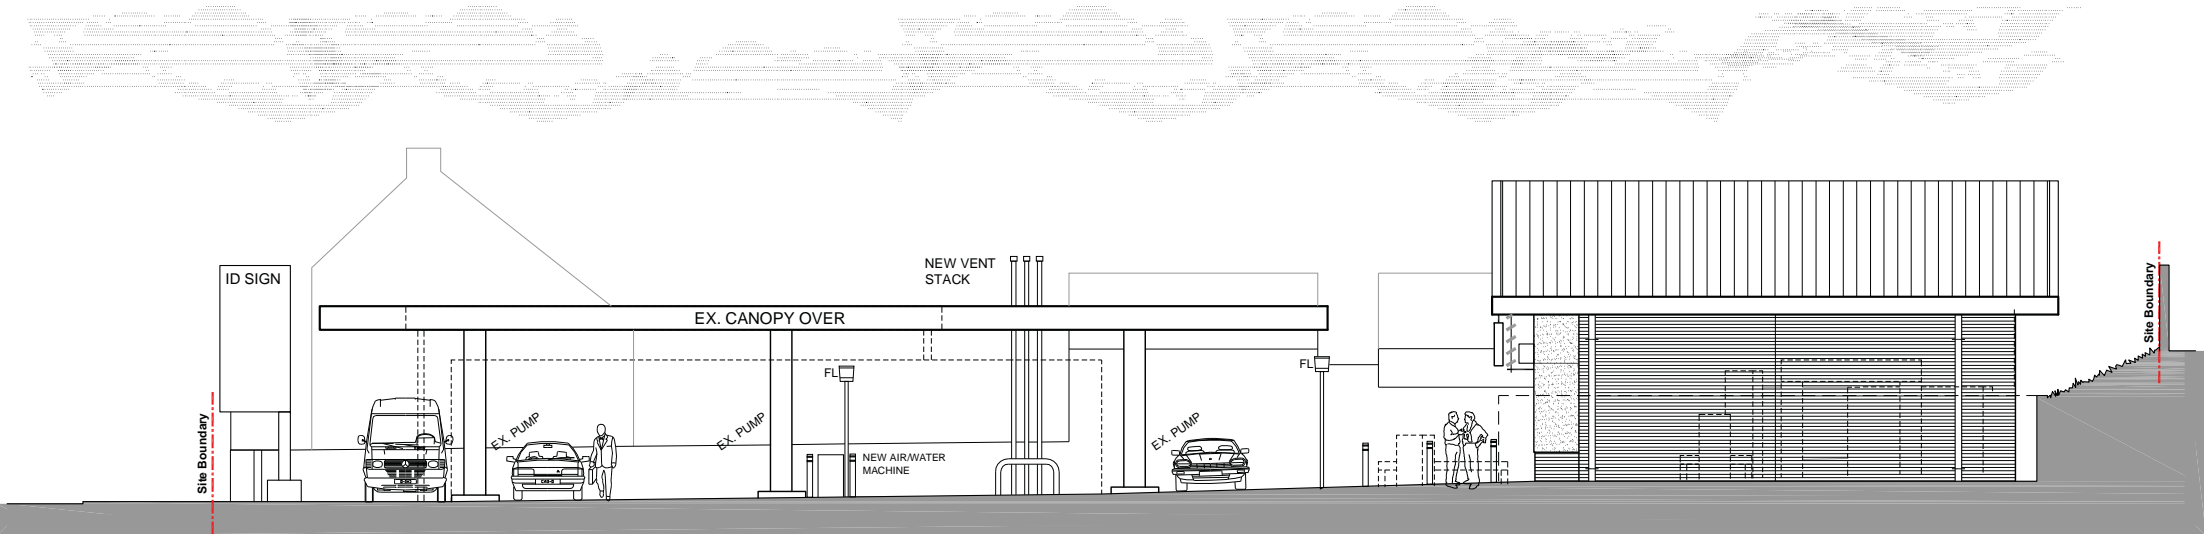 ID SIGN
NEW VENT
STACK
EX. CANOPY OVER
Site Boundary
FL
FL
Site Boundary
EX. PUMP
EX. PUMP
EX. PUMP
NEW AIR/WATER
MACHINE